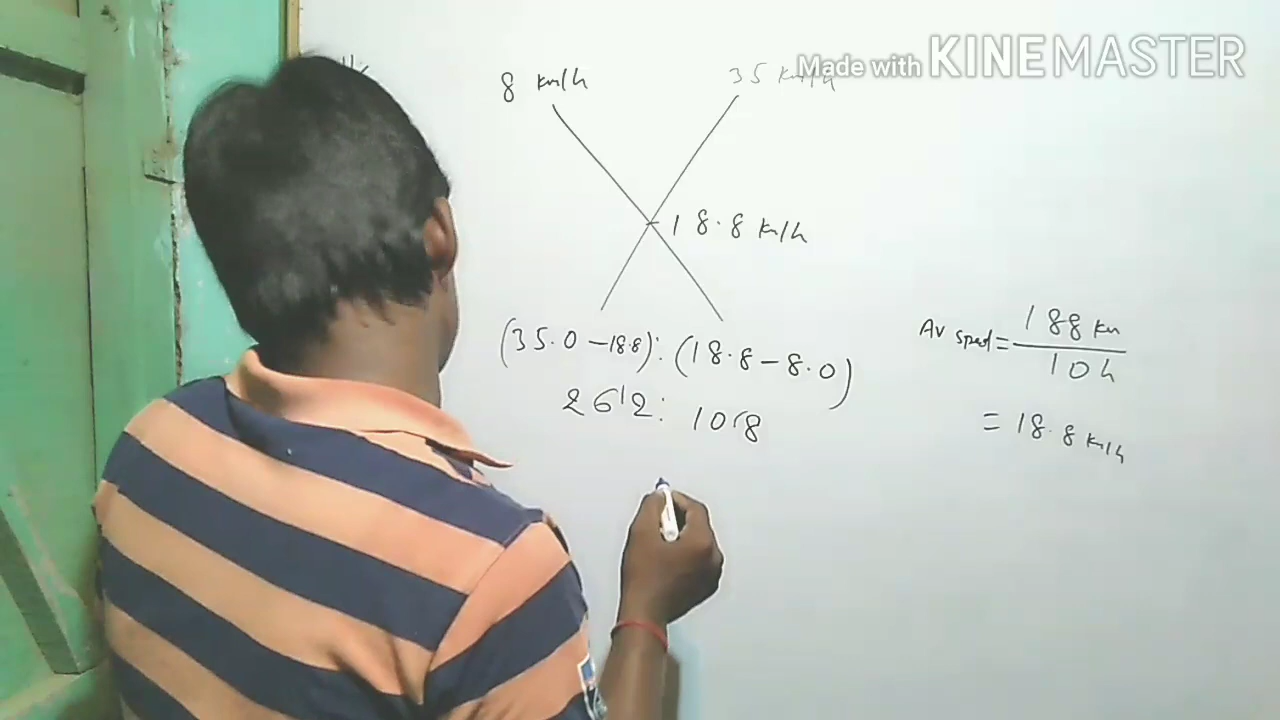 Made with KINEMASTER
8 km/h 35 km/h
18.8 km/h
(35.0 - 18.8) : (18.8 - 8.0)
26'2 : 10(8
Av speed = 188 km / 10 h
= 18.8 km/h